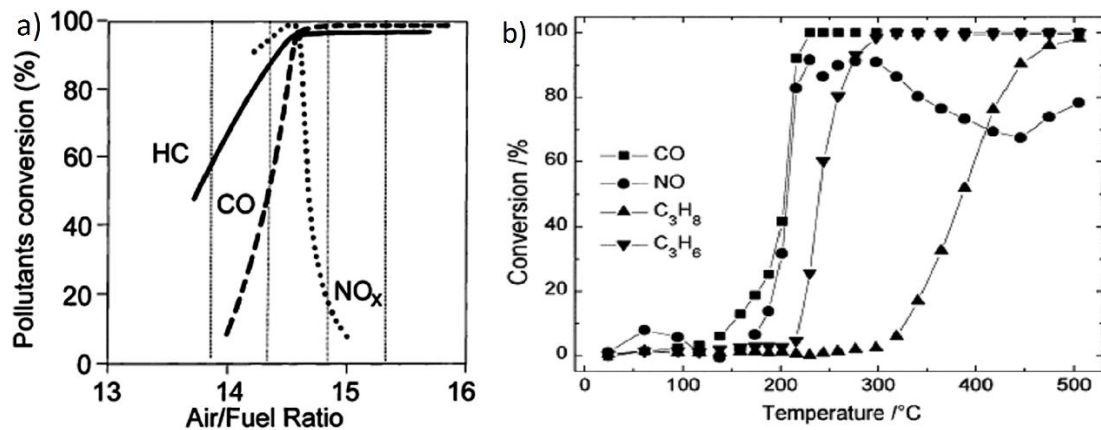 a)
Pollutants conversion (%)
100
80
60
40
20
0
HC
CO
NOx
13
14
15
16
Air/Fuel Ratio
b)
Conversion /%
100
80
60
40
20
0
CO
NO
C3H8
C3H6
0
100
200
300
400
500
Temperature /°C